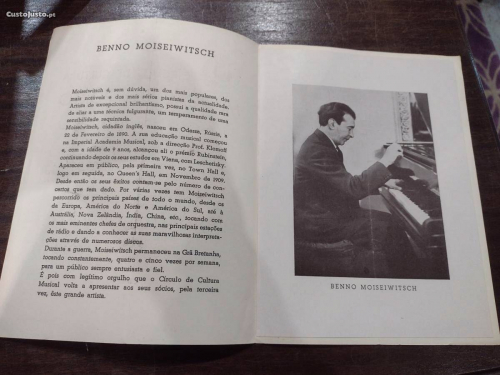 CustoJusto.pt
BENNO MOISEIWITSCH
Moiseiwitsch é, sem dúvida, um dos mais populares, dos
mais notáveis e dos mais sérios pianistas da actualidade.
Artista de excepcional brilhantismo, possui a qualidade rara
de aliar a uma técnica fulgurante, um temperamento de uma
sensibilidade requintada.
Moiseiwitsch, cidadão inglês, nasceu em Odessa, Rússia, a
22 de Fevereiro de 1890. A sua educação musical começou
na Imperial Academia Musical, sob a direcção Prof. Klimoff
e, com a idade de 9 anos, alcançou ali o prémio Rubinstein,
continuando depois os seus estudos em Viena, com Leschetizky.
Apareceu em público, pela primeira vez, no Town Hall e,
logo em seguida, no Queen's Hall, em Novembro de 1909.
Desde então os seus êxitos contam-se pelo número de con-
certos que tem dado. Por várias vezes tem Moiseiwitsch
percorrido os principais países de todo o mundo, desde os
da Europa, América do Norte e América do Sul, até à
Austrália, Nova Zelândia, Índia, China, etc., tocando com
os mais eminentes chefes de orquestra, nas principais estações
de rádio e dando a conhecer as suas maravilhosas interpreta-
ções através de numerosos discos.
Durante a guerra, Moiseiwitsch permaneceu na Grã Bretanha,
tocando constantemente, quatro e cinco vezes por semana,
para um público sempre entusiasta e fiel.
É pois com legítimo orgulho que o Círculo de Cultura
Musical volta a apresentar aos seus sócios, pela terceira
vez, êste grande artista.
BENNO MOISEIWITSCH